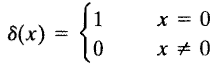 δ(x) = { 1 x = 0
0 x ≠ 0